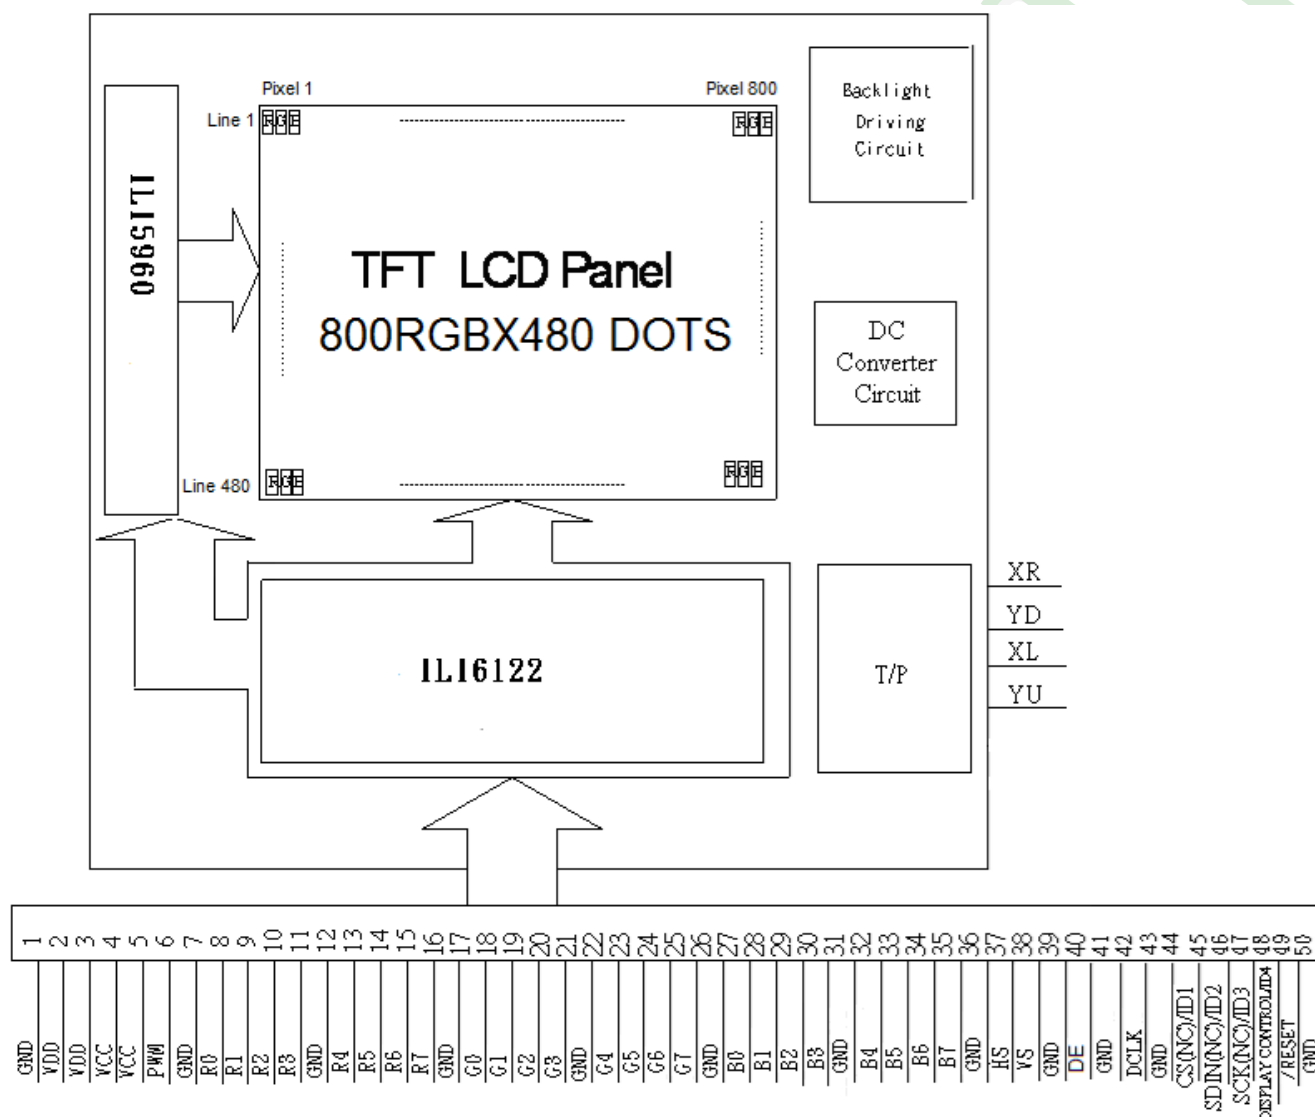 Pixel 1
Pixel 800
Line 1
RGB
RGB
Backlight
Driving
Circuit
ILI5960
TFT LCD Panel
800RGBX480 DOTS
DC
Converter
Circuit
Line 480
RGB
RGB
ILI6122
T/P
XR
YD
XL
YU
1 2 3 4 5 6 7 8 9 10 11 12 13 14 15 16 17 18 19 20 21 22 23 24 25 26 27 28 29 30 31 32 33 34 35 36 37 38 39 40 41 42 43 44 45 46 47 48 49 50
GND VDD VDD VCC VCC PWM GND R0 R1 R2 R3 GND R4 R5 R6 R7 GND G0 G1 G2 G3 GND G4 G5 G6 G7 GND B0 B1 B2 B3 GND B4 B5 B6 B7 GND HS VS GND DE GND DCLK GND CS(NC)/ID1 SDIN(NC)/ID2 SCK(NC)/ID3 DISPLAY CONTROL/ID4 /RESET GND